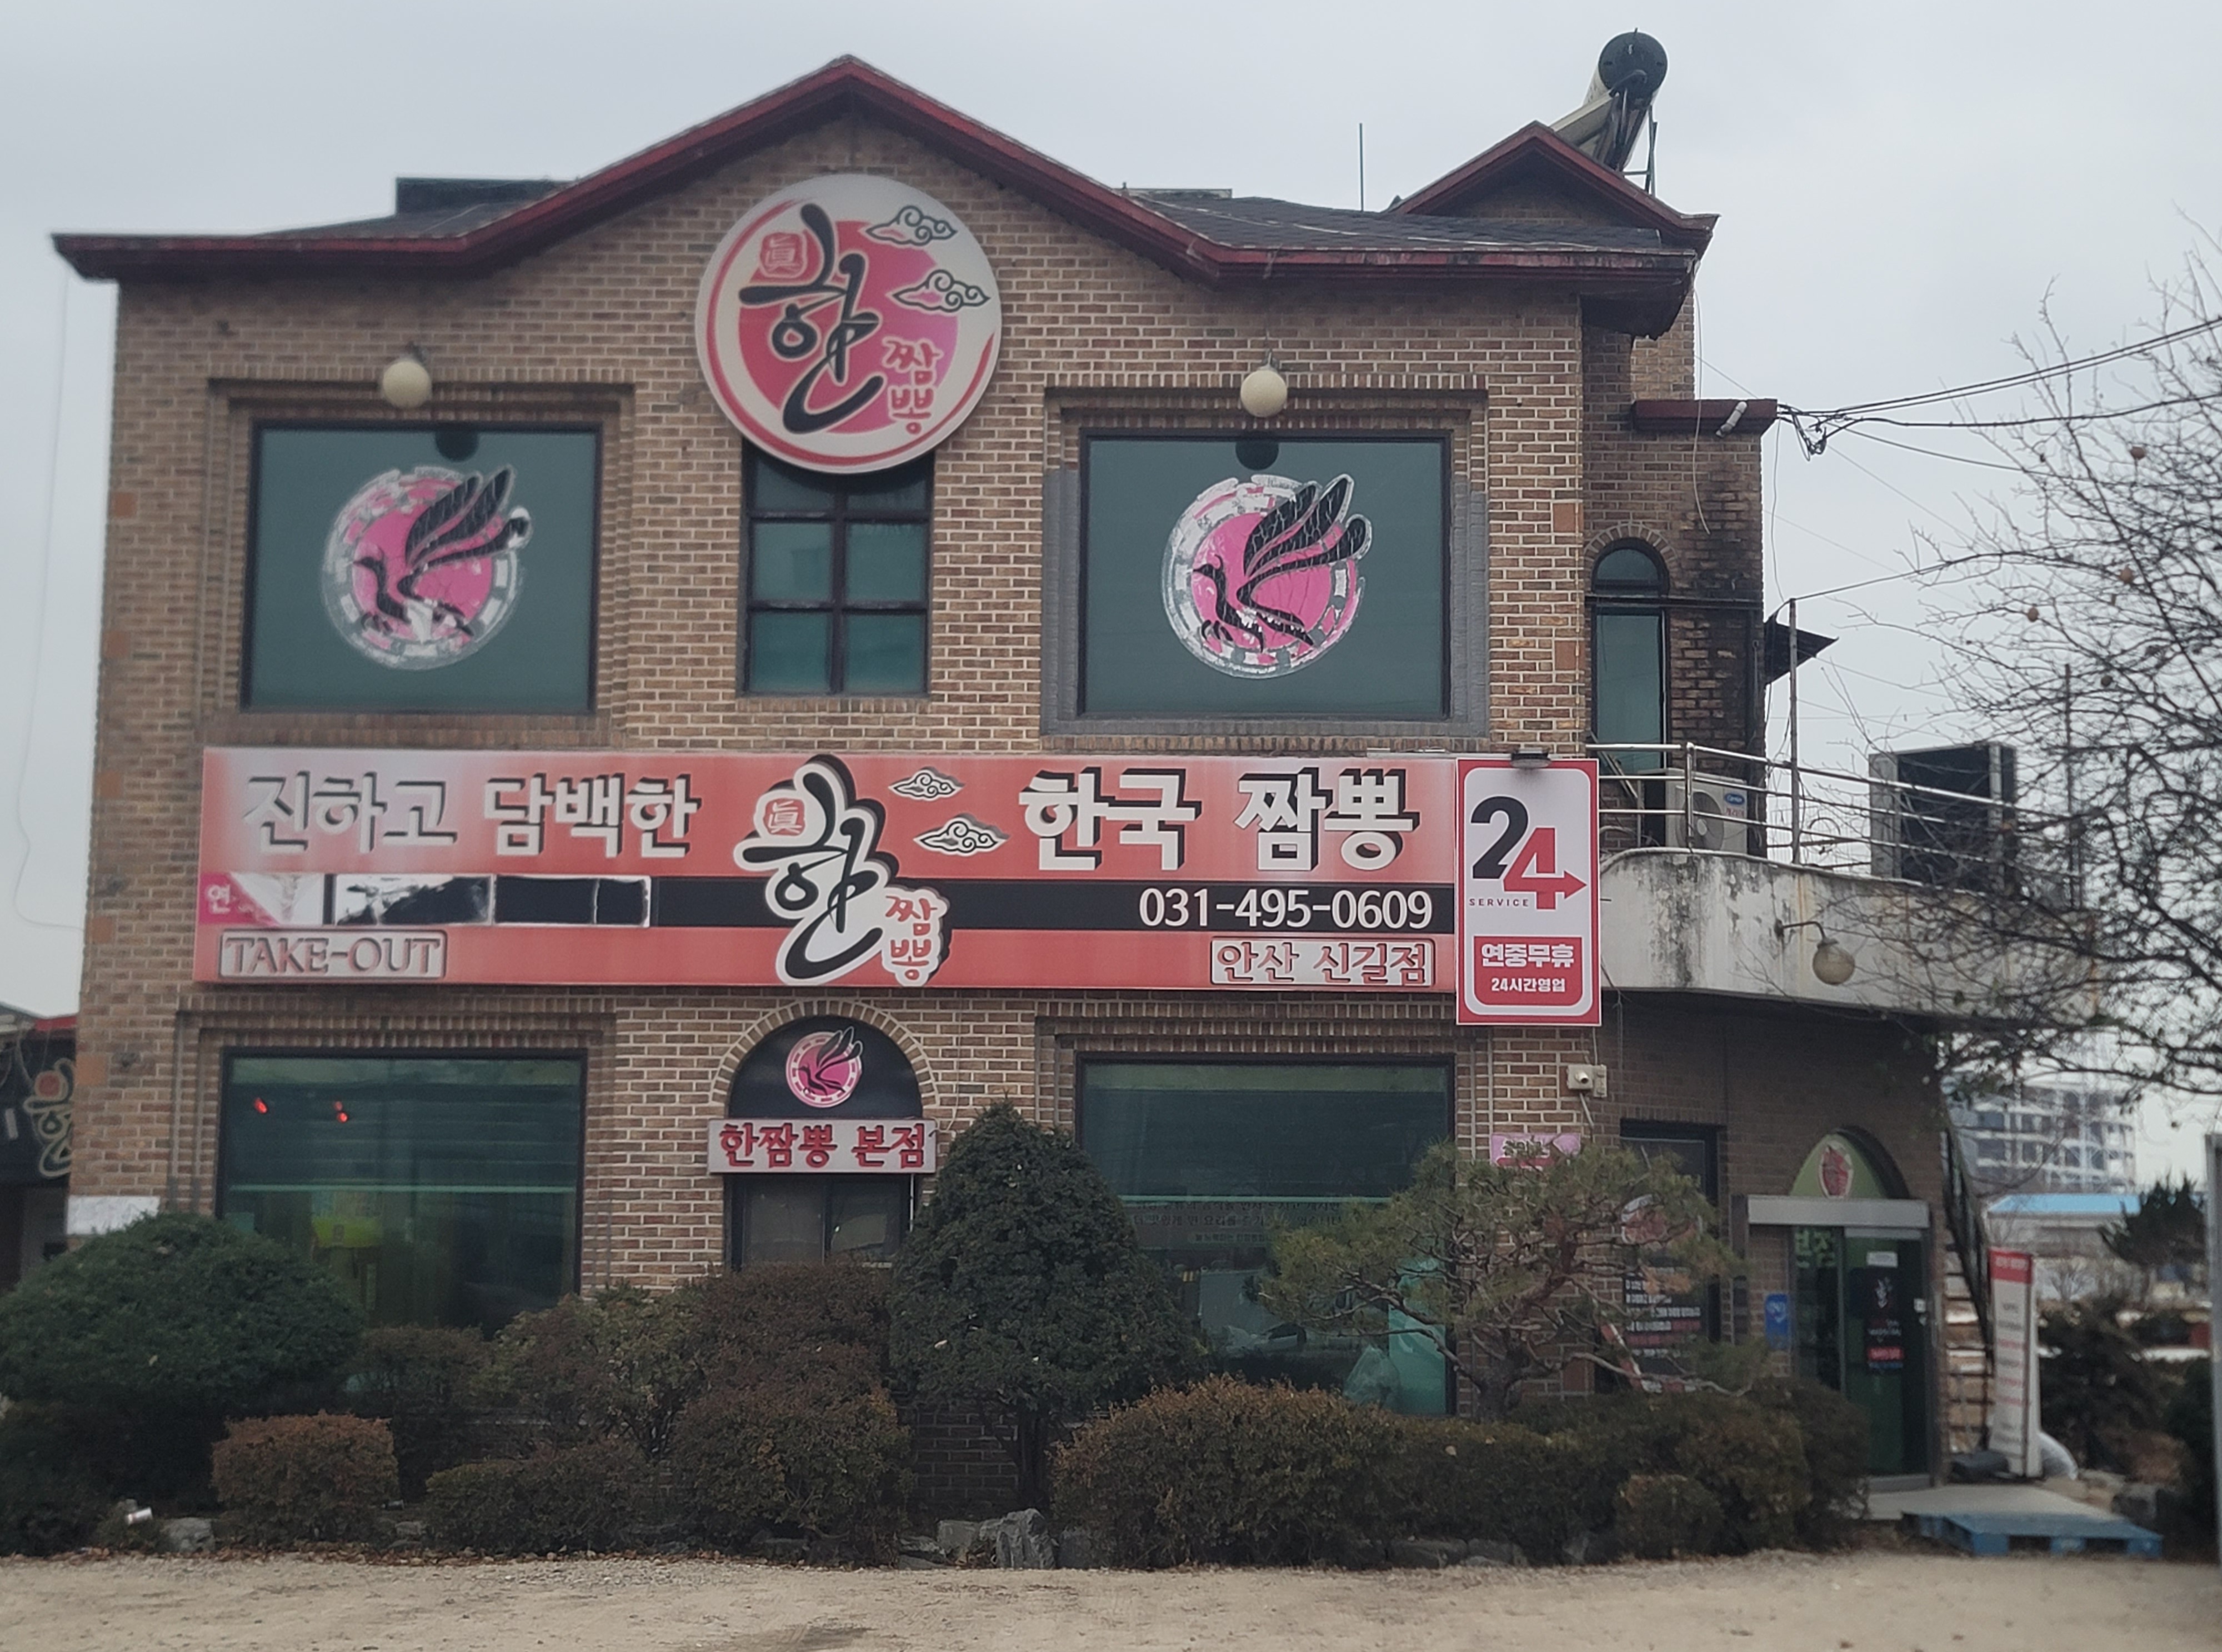 眞
한
짬
뽕
진하고 담백한
眞
한
짬
뽕
한국 짬뽕
연
031-495-0609
TAKE-OUT
안산 신길점
24
SERVICE
연중무휴
24시간영업
한짬뽕 본점